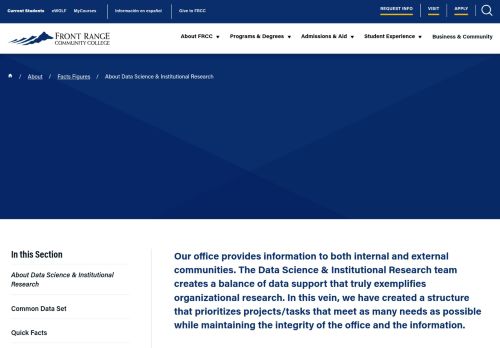 Current Students eWOLF MyCourses Información en español Give to FRCC REQUEST INFO VISIT APPLY
FRONT RANGE
COMMUNITY COLLEGE
About FRCC Programs & Degrees Admissions & Aid Student Experience Business & Community
/ About / Facts Figures / About Data Science & Institutional Research
In this Section
About Data Science & Institutional
Research
Common Data Set
Quick Facts
Our office provides information to both internal and external
communities. The Data Science & Institutional Research team
creates a balance of data support that truly exemplifies
organizational research. In this vein, we have created a structure
that prioritizes projects/tasks that meet as many needs as possible
while maintaining the integrity of the office and the information.